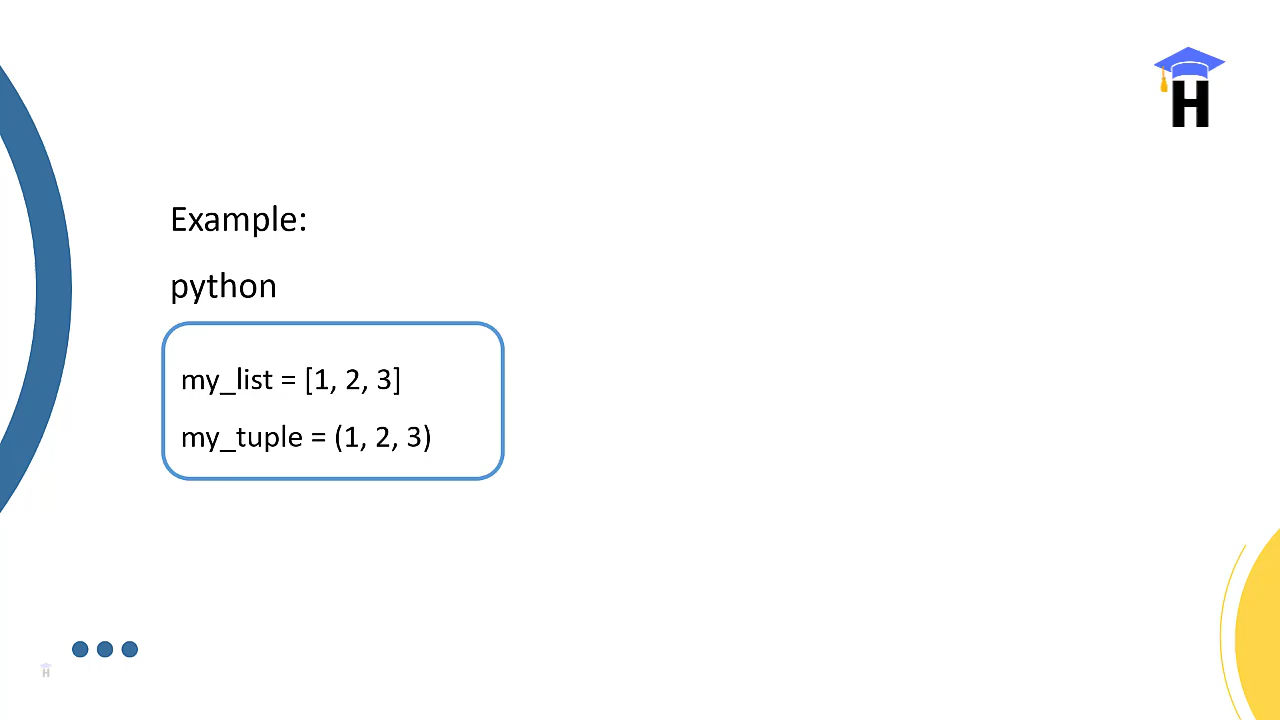 H
Example:
python
my_list = [1, 2, 3]
my_tuple = (1, 2, 3)
H